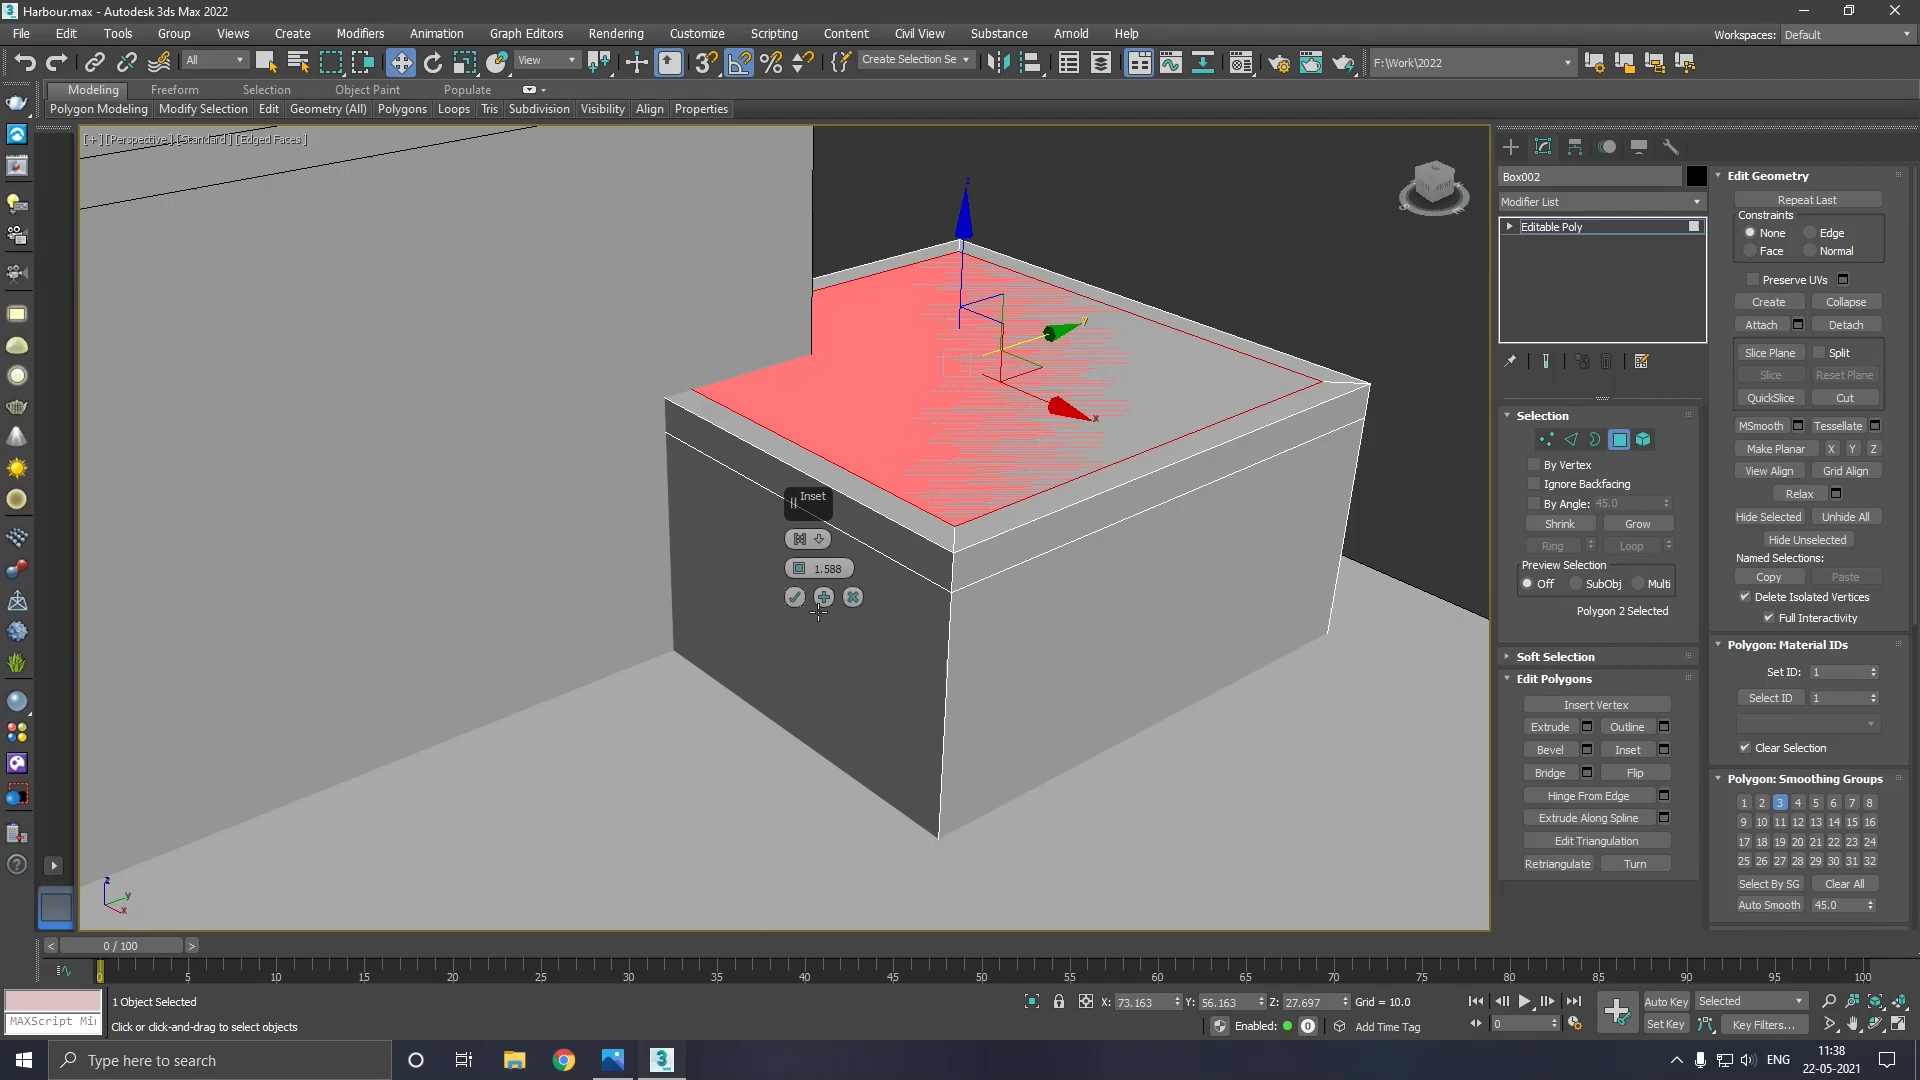 Harbour.max - Autodesk 3ds Max 2022
File Edit Tools Group Views Create Modifiers Animation Graph Editors Rendering Customize Scripting Content Civil View Substance Arnold Help
Workspaces: Default
All View Create Selection Se F:\Work\2022
Modeling Freeform Selection Object Paint Populate
Polygon Modeling Modify Selection Edit Geometry (All) Polygons Loops Tris Subdivision Visibility Align Properties
[+] [Perspective] [Standard] [Edged Faces]
z
y
x
Inset
1.588
z
y
x
Box002
Modifier List
Editable Poly
Selection
By Vertex
Ignore Backfacing
By Angle: 45.0
Shrink Grow
Ring Loop
Preview Selection
Off SubObj Multi
Polygon 2 Selected
Soft Selection
Edit Polygons
Insert Vertex
Extrude Outline
Bevel Inset
Bridge Flip
Hinge From Edge
Extrude Along Spline
Edit Triangulation
Retriangulate Turn
Edit Geometry
Repeat Last
Constraints
None Edge
Face Normal
Preserve UVs
Create Collapse
Attach Detach
Slice Plane Split
Slice Reset Plane
QuickSlice Cut
MSmooth Tessellate
Make Planar X Y Z
View Align Grid Align
Relax
Hide Selected Unhide All
Hide Unselected
Named Selections:
Copy Paste
Delete Isolated Vertices
Full Interactivity
Polygon: Material IDs
Set ID: 1
Select ID 1
Clear Selection
Polygon: Smoothing Groups
1 2 3 4 5 6 7 8
9 10 11 12 13 14 15 16
17 18 19 20 21 22 23 24
25 26 27 28 29 30 31 32
Select By SG Clear All
Auto Smooth 45.0
< 0 / 100 >
0 5 10 15 20 25 30 35 40 45 50 55 60 65 70 75 80 85 90 95 100
1 Object Selected
X: 73.163 Y: 56.163 Z: 27.697 Grid = 10.0
Auto Key Selected
MAXScript Mi
Click or click-and-drag to select objects
Enabled: 0 Add Time Tag
0
Set Key Key Filters...
Type here to search
ENG
11:38
22-05-2021